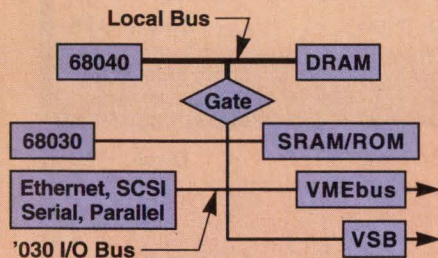 Local Bus
68040
DRAM
Gate
68030
SRAM/ROM
Ethernet, SCSI
Serial, Parallel
VMEbus
VSB
'030 I/O Bus